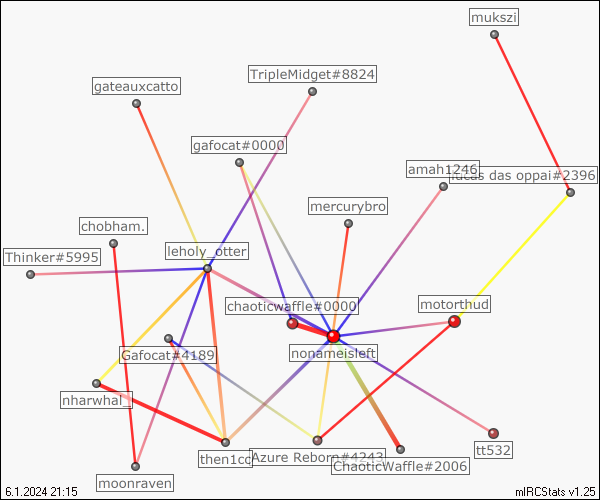 mukszi
TripleMidget#8824
gateauxcatto
gafocat#0000
amah1246
lucas das oppai#2396
mercurybro
chobham.
leholy_otter
Thinker#5995
chaoticwaffle#0000
motorthud
nonameisleft
Gafocat#4189
nharwhal_
tt532
then1cc
Azure Reborn#4243
ChaoticWaffle#2006
moonraven
6.1.2024 21:15
mIRCStats v1.25